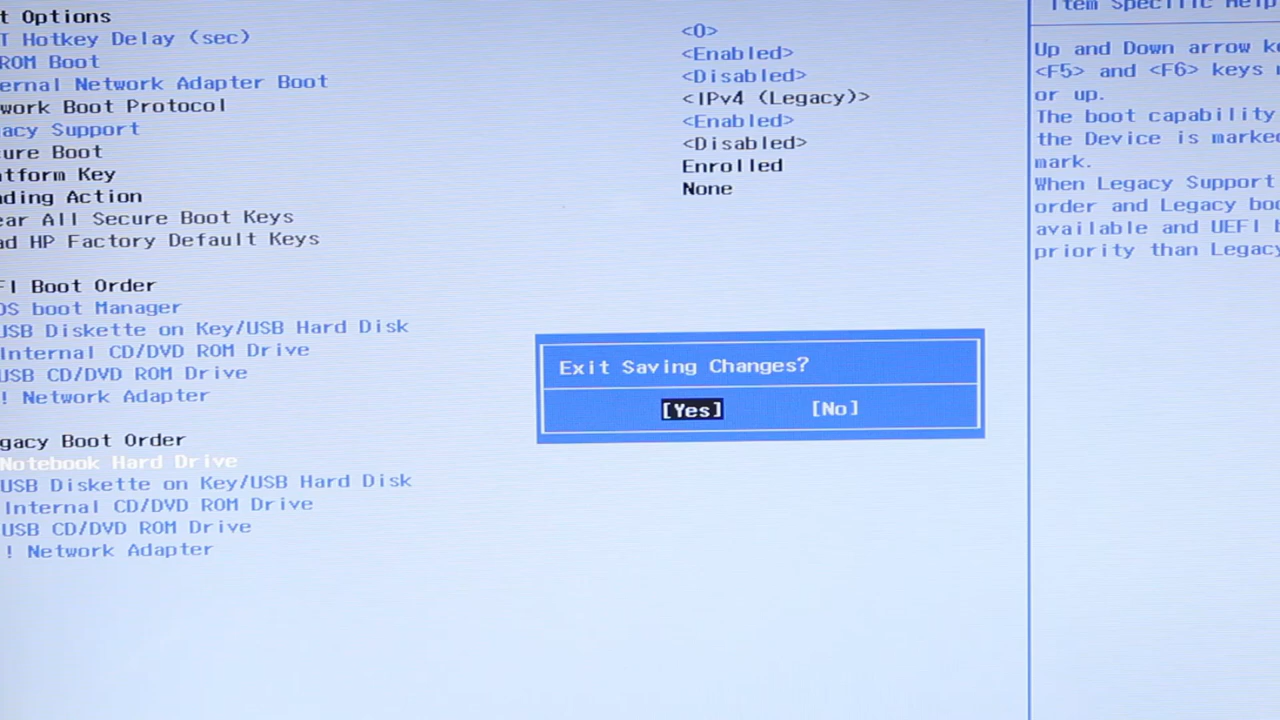 t Options
T Hotkey Delay (sec) <0>
ROM Boot <Enabled>
ernal Network Adapter Boot <Disabled>
work Boot Protocol <IPv4 (Legacy)>
acy Support <Enabled>
ure Boot <Disabled>
atform Key Enrolled
ding Action None
ear All Secure Boot Keys
ad HP Factory Default Keys
FI Boot Order
OS boot Manager
USB Diskette on Key/USB Hard Disk
Internal CD/DVD ROM Drive
USB CD/DVD ROM Drive
! Network Adapter
gacy Boot Order
Notebook Hard Drive
USB Diskette on Key/USB Hard Disk
Internal CD/DVD ROM Drive
USB CD/DVD ROM Drive
! Network Adapter
Exit Saving Changes?
[Yes] [No]
Item Specific Help
Up and Down arrow ke
<F5> and <F6> keys
or up.
The boot capability
the Device is marked
mark.
When Legacy Support
order and Legacy boo
available and UEFI b
priority than Legacy